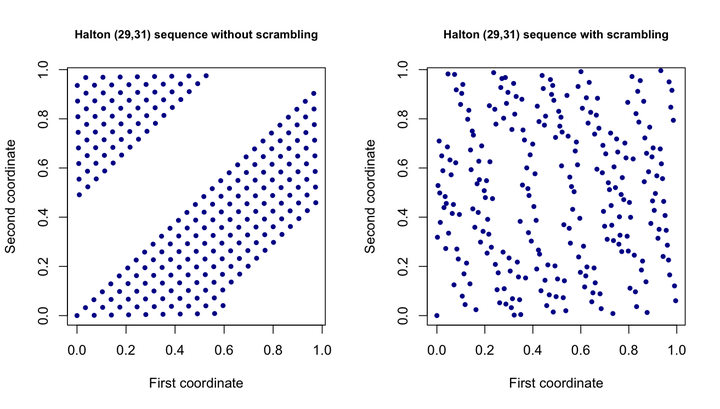 Halton (29,31) sequence without scrambling
Second coordinate
1.0
0.8
0.6
0.4
0.2
0.0
0.0 0.2 0.4 0.6 0.8 1.0
First coordinate
Halton (29,31) sequence with scrambling
Second coordinate
1.0
0.8
0.6
0.4
0.2
0.0
0.0 0.2 0.4 0.6 0.8 1.0
First coordinate